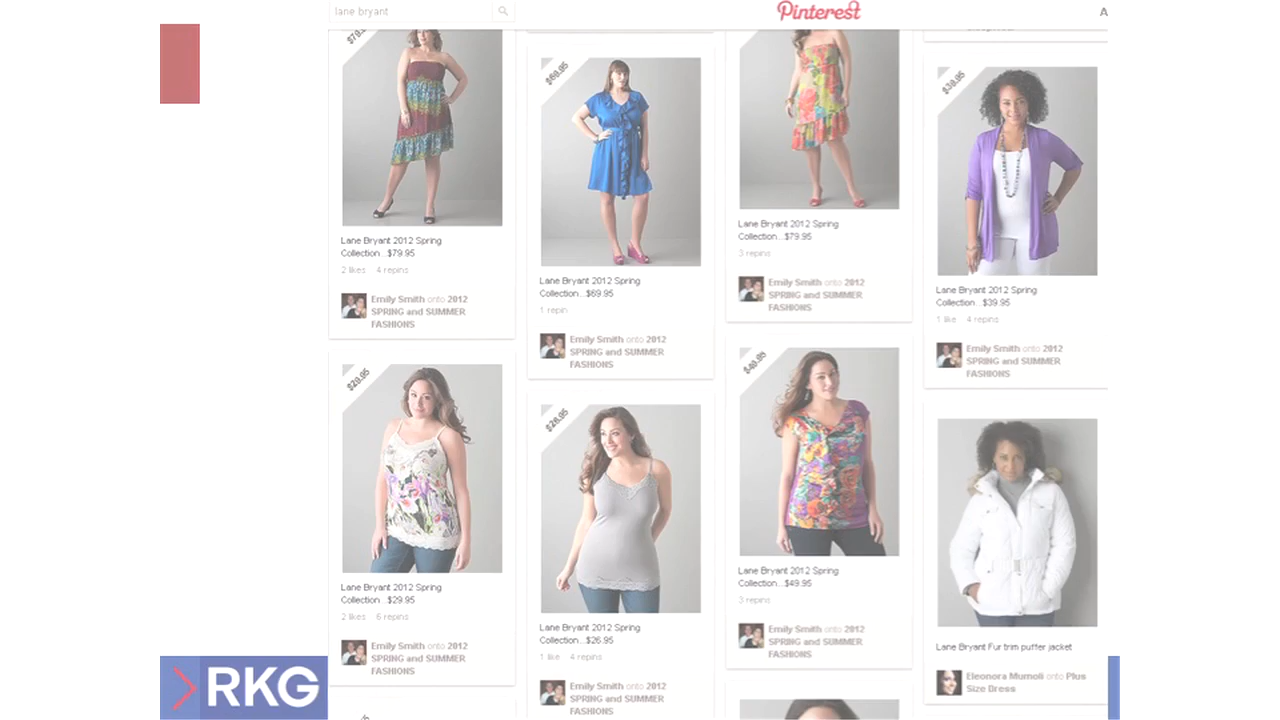 lane bryant
Pinterest
A
Lane Bryant 2012 Spring
Collection...$79.95
2 likes 4 repins
Emily Smith onto 2012
SPRING and SUMMER
FASHIONS
$29.95
Lane Bryant 2012 Spring
Collection...$29.95
2 likes 6 repins
Emily Smith onto 2012
SPRING and SUMMER
FASHIONS
$69.95
Lane Bryant 2012 Spring
Collection...$69.95
1 repin
Emily Smith onto 2012
SPRING and SUMMER
FASHIONS
$26.95
Lane Bryant 2012 Spring
Collection...$26.95
1 like 4 repins
Emily Smith onto 2012
SPRING and SUMMER
FASHIONS
Lane Bryant 2012 Spring
Collection...$79.95
3 repins
Emily Smith onto 2012
SPRING and SUMMER
FASHIONS
$49.95
Lane Bryant 2012 Spring
Collection...$49.95
3 repins
Emily Smith onto 2012
SPRING and SUMMER
FASHIONS
$39.95
Lane Bryant 2012 Spring
Collection...$39.95
1 like 4 repins
Emily Smith onto 2012
SPRING and SUMMER
FASHIONS
Lane Bryant Fur trim puffer jacket
Eleonora Mumoli onto Plus
Size Dress
RKG